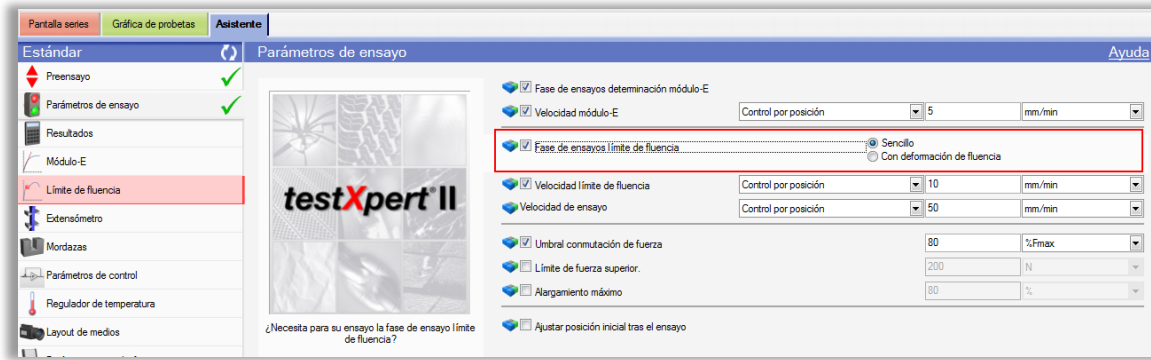 Pantalla series
Gráfica de probetas
Asistente
Estándar
Parámetros de ensayo
Ayuda
Preensayo
Parámetros de ensayo
Resultados
Módulo-E
Límite de fluencia
Extensómetro
Mordazas
Parámetros de control
Regulador de temperatura
Layout de medios
testXpert® II
¿Necesita para su ensayo la fase de ensayo límite
de fluencia?
Fase de ensayos determinación módulo-E
Velocidad módulo-E Control por posición 5 mm/min
Fase de ensayos límite de fluencia Sencillo
Con deformación de fluencia
Velocidad límite de fluencia Control por posición 10 mm/min
Velocidad de ensayo Control por posición 50 mm/min
Umbral conmutación de fuerza 80 %Fmax
Límite de fuerza superior. 200 N
Alargamiento máximo 80 %
Ajustar posición inicial tras el ensayo